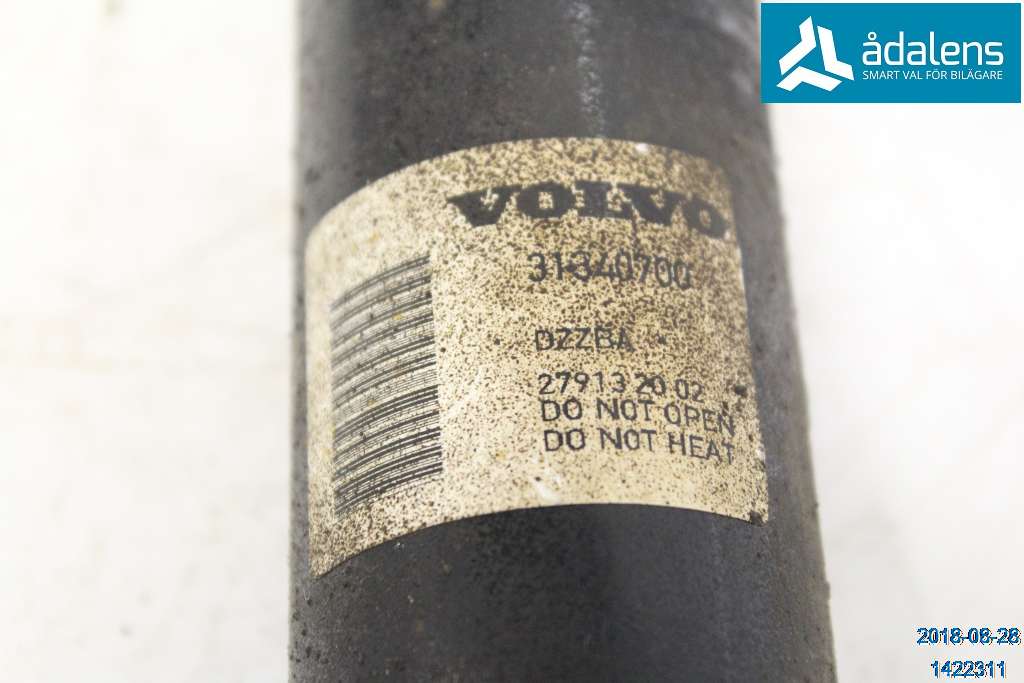 ådalens
SMART VAL FÖR BILÄGARE
VOLVO
31340700
DZZBA
27913 20 02
DO NOT OPEN
DO NOT HEAT
2018-08-28
1422311